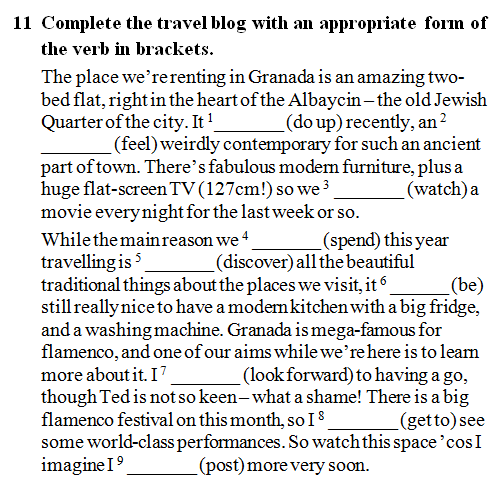 11 Complete the travel blog with an appropriate form of
the verb in brackets.
The place we're renting in Granada is an amazing two-
bed flat, right in the heart of the Albaycin – the old Jewish
Quarter of the city. It ¹_______ (do up) recently, an ²
_______ (feel) weirdly contemporary for such an ancient
part of town. There's fabulous modern furniture, plus a
huge flat-screen TV (127cm!) so we ³ _______ (watch) a
movie every night for the last week or so.
While the main reason we ⁴ _______ (spend) this year
travelling is ⁵ _______ (discover) all the beautiful
traditional things about the places we visit, it ⁶ ______ (be)
still really nice to have a modern kitchen with a big fridge,
and a washing machine. Granada is mega-famous for
flamenco, and one of our aims while we're here is to learn
more about it. I ⁷ _______ (look forward) to having a go,
though Ted is not so keen – what a shame! There is a big
flamenco festival on this month, so I ⁸ _______ (get to) see
some world-class performances. So watch this space 'cos I
imagine I ⁹ _______ (post) more very soon.